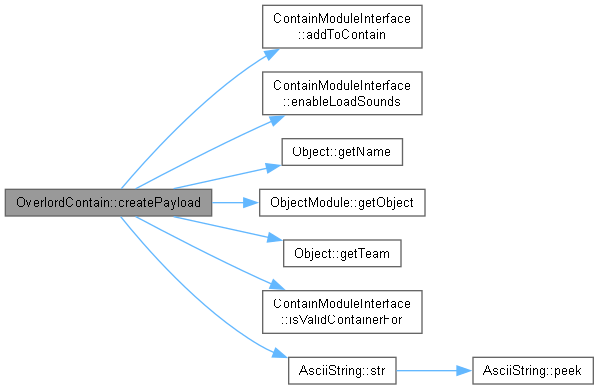 ContainModuleInterface
::addToContain
ContainModuleInterface
::enableLoadSounds
Object::getName
OverlordContain::createPayload
ObjectModule::getObject
Object::getTeam
ContainModuleInterface
::isValidContainerFor
AsciiString::str
AsciiString::peek